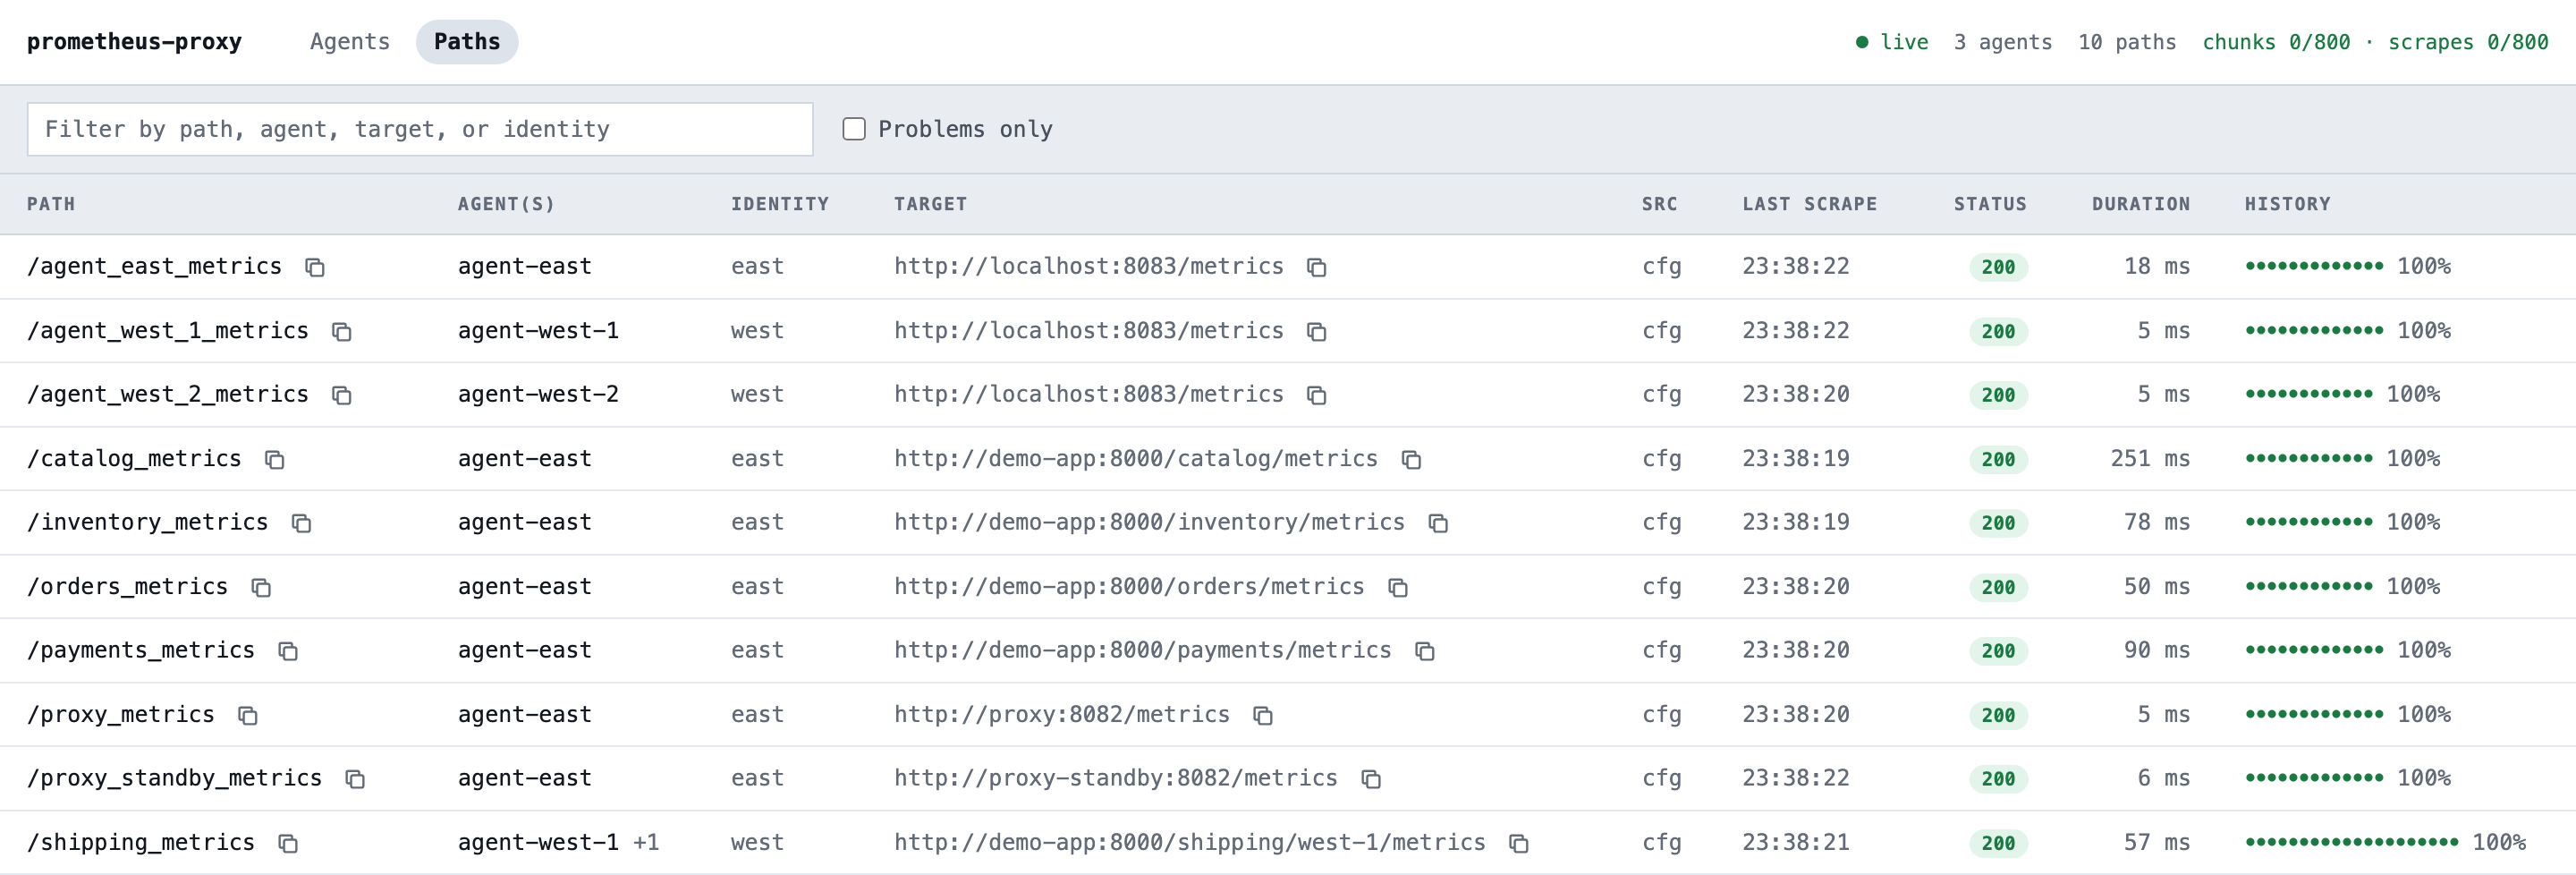 prometheus-proxy Agents Paths live 3 agents 10 paths chunks 0/800 · scrapes 0/800
Filter by path, agent, target, or identity Problems only
PATH AGENT(S) IDENTITY TARGET SRC LAST SCRAPE STATUS DURATION HISTORY
/agent_east_metrics agent-east east http://localhost:8083/metrics cfg 23:38:22 200 18 ms 100%
/agent_west_1_metrics agent-west-1 west http://localhost:8083/metrics cfg 23:38:22 200 5 ms 100%
/agent_west_2_metrics agent-west-2 west http://localhost:8083/metrics cfg 23:38:20 200 5 ms 100%
/catalog_metrics agent-east east http://demo-app:8000/catalog/metrics cfg 23:38:19 200 251 ms 100%
/inventory_metrics agent-east east http://demo-app:8000/inventory/metrics cfg 23:38:19 200 78 ms 100%
/orders_metrics agent-east east http://demo-app:8000/orders/metrics cfg 23:38:20 200 50 ms 100%
/payments_metrics agent-east east http://demo-app:8000/payments/metrics cfg 23:38:20 200 90 ms 100%
/proxy_metrics agent-east east http://proxy:8082/metrics cfg 23:38:20 200 5 ms 100%
/proxy_standby_metrics agent-east east http://proxy-standby:8082/metrics cfg 23:38:22 200 6 ms 100%
/shipping_metrics agent-west-1 +1 west http://demo-app:8000/shipping/west-1/metrics cfg 23:38:21 200 57 ms 100%